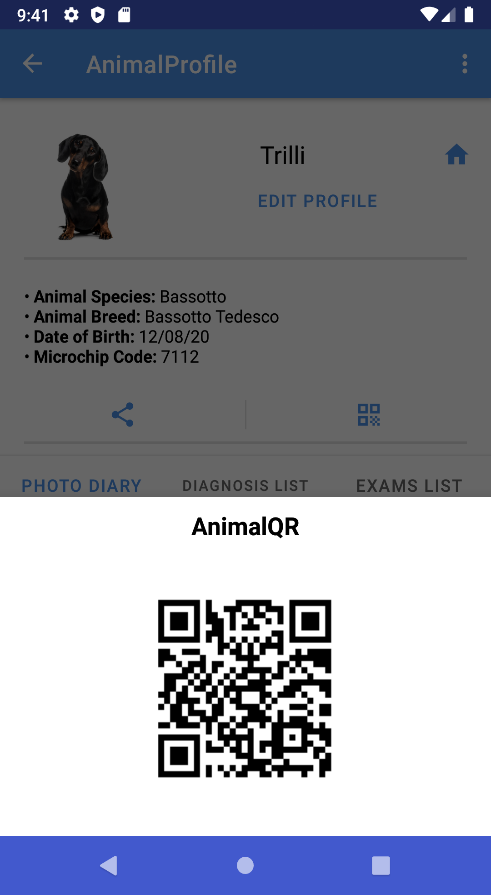 9:41
AnimalProfile
Trilli
EDIT PROFILE
• Animal Species: Bassotto
• Animal Breed: Bassotto Tedesco
• Date of Birth: 12/08/20
• Microchip Code: 7112
PHOTO DIARY DIAGNOSIS LIST EXAMS LIST
AnimalQR